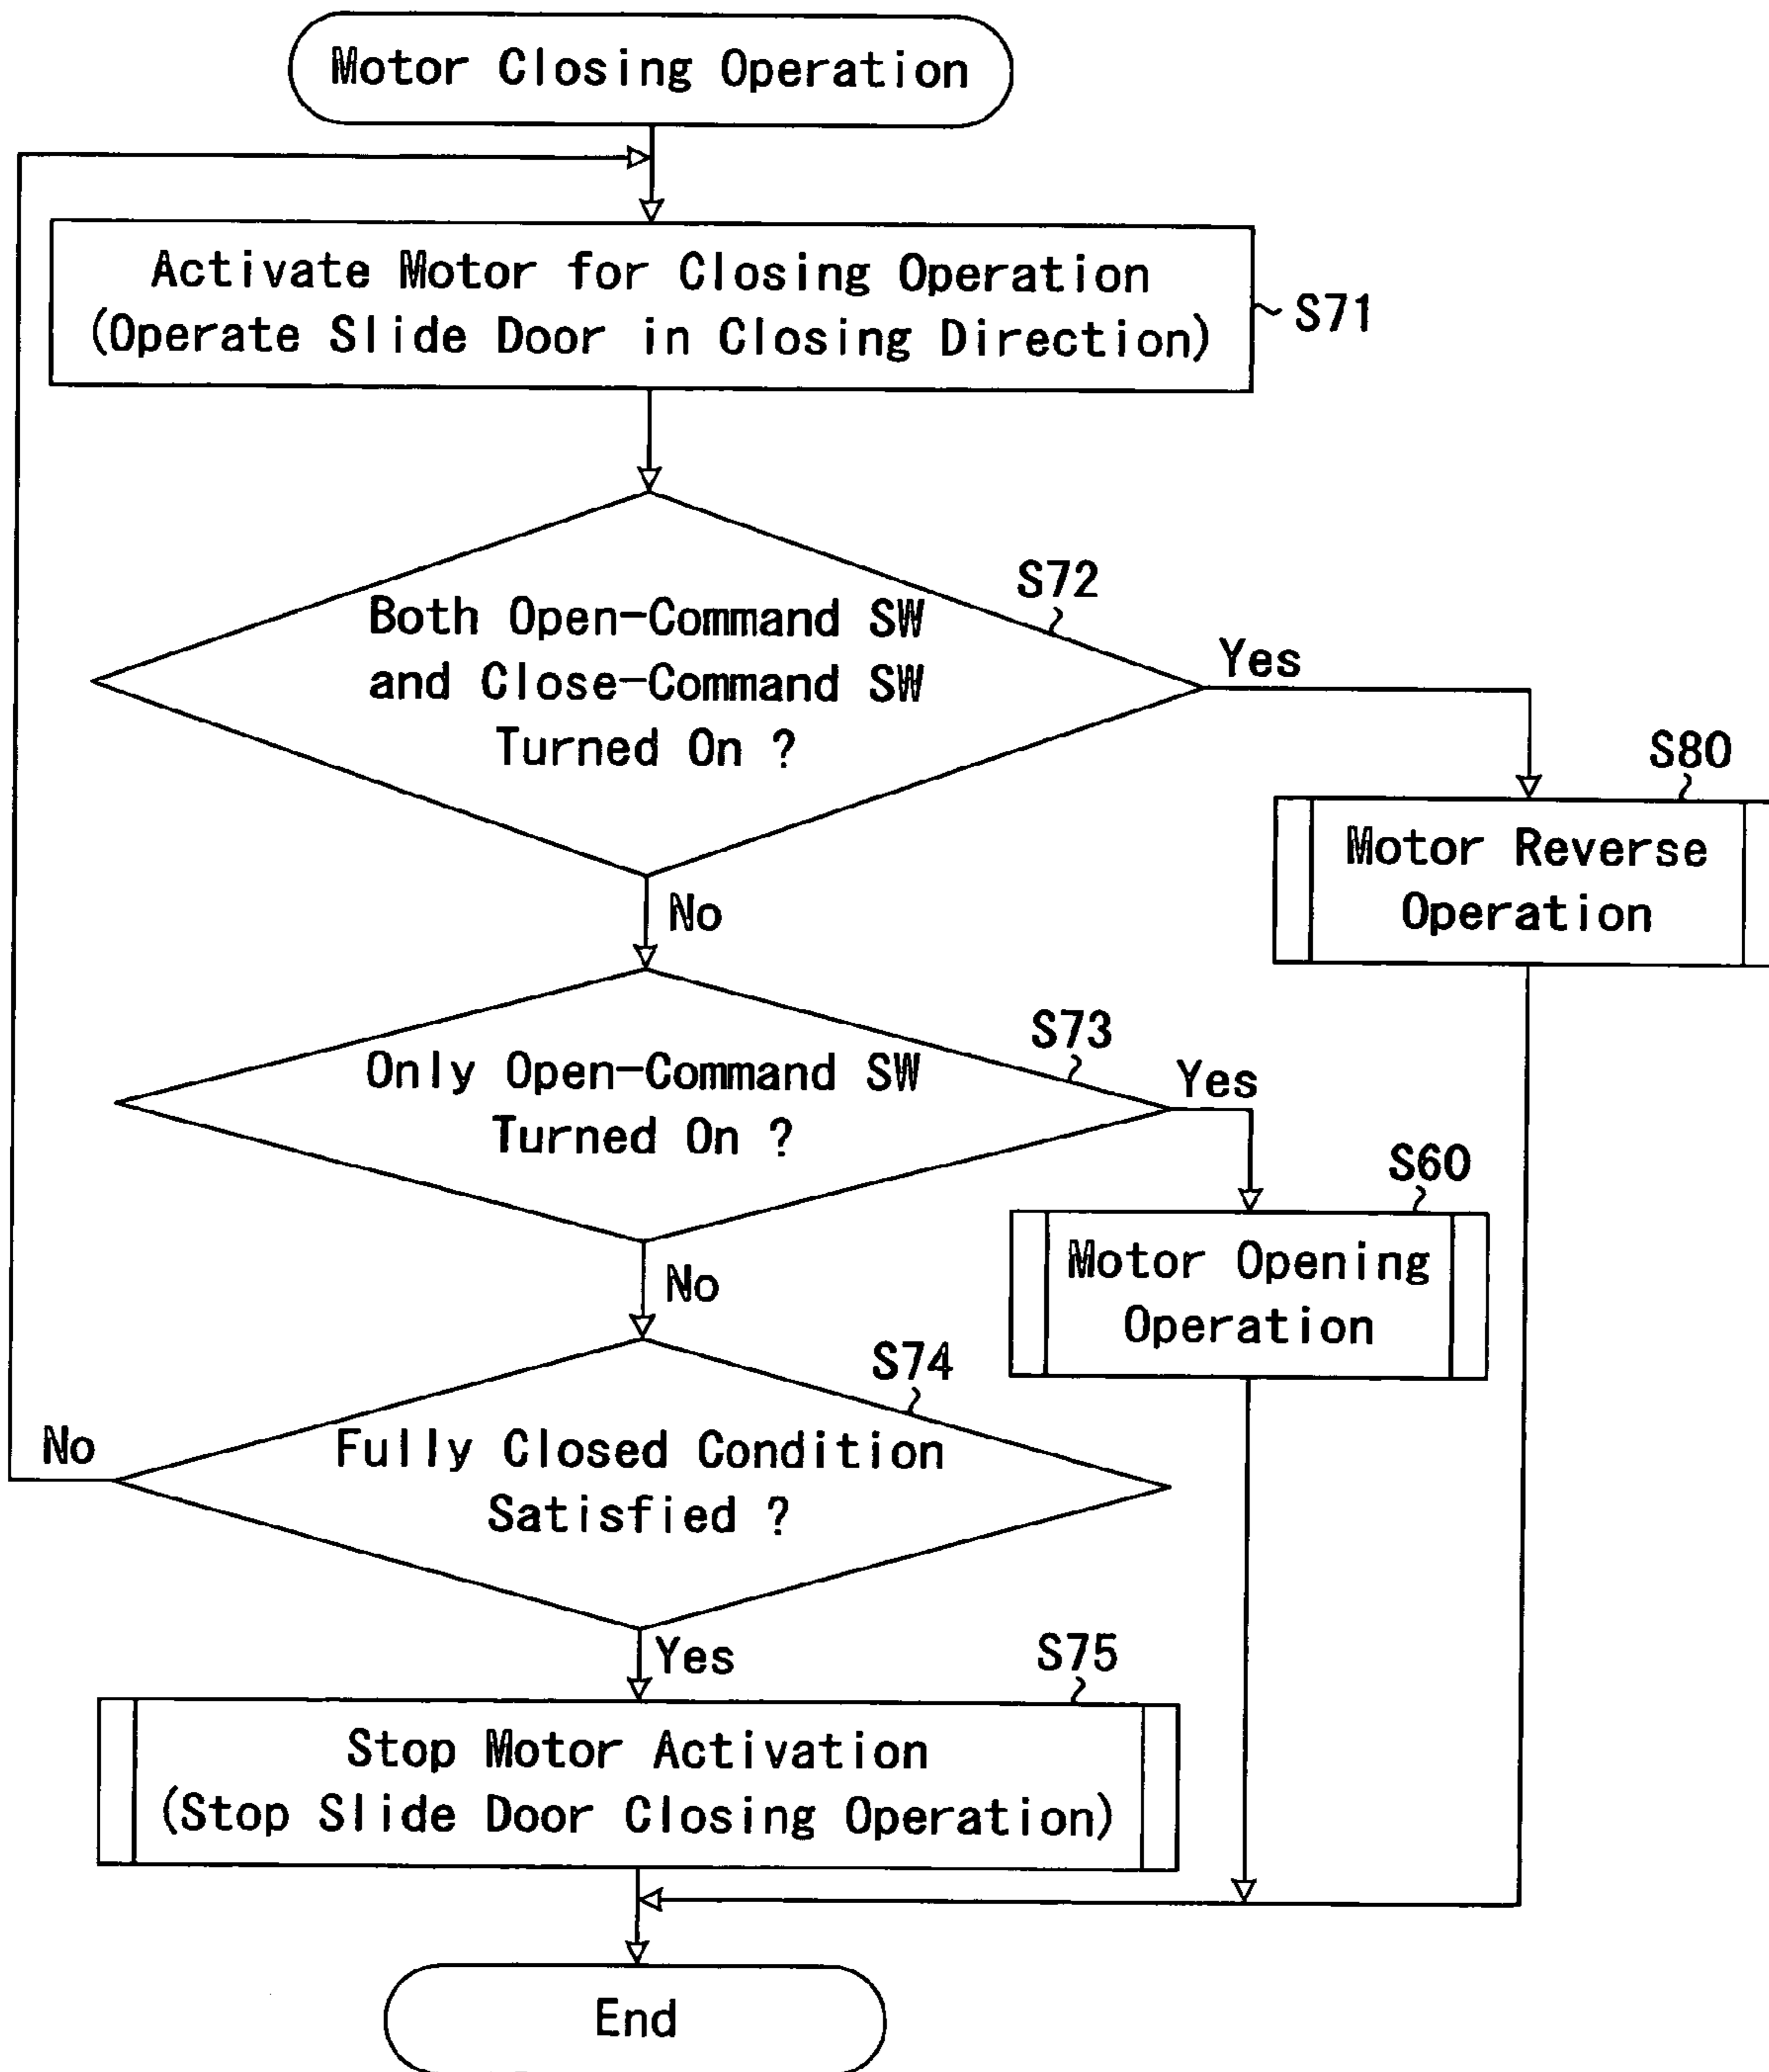 Motor Closing Operation
Activate Motor for Closing Operation
(Operate Slide Door in Closing Direction)
S71
S72
Both Open-Command SW
and Close-Command SW
Turned On ?
Yes
S80
Motor Reverse
Operation
No
S73
Only Open-Command SW
Turned On ?
Yes
S60
Motor Opening
Operation
No
S74
Fully Closed Condition
Satisfied ?
No
Yes
S75
Stop Motor Activation
(Stop Slide Door Closing Operation)
End